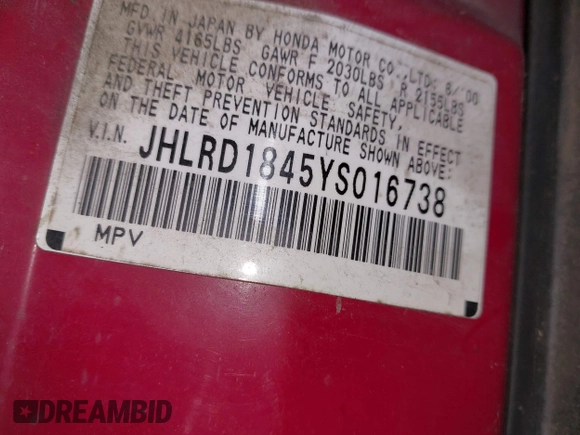 MFD. IN JAPAN BY HONDA MOTOR CO.,LTD. 6/'00
GVWR 4165LBS GAWR F 2030LBS R 2155LBS
THIS VEHICLE CONFORMS TO ALL APPLICABLE
FEDERAL MOTOR VEHICLE SAFETY,
AND THEFT PREVENTION STANDARDS IN EFFECT
ON THE DATE OF MANUFACTURE SHOWN ABOVE:
V.I.N. JHLRD1845YS016738
MPV
DREAMBID